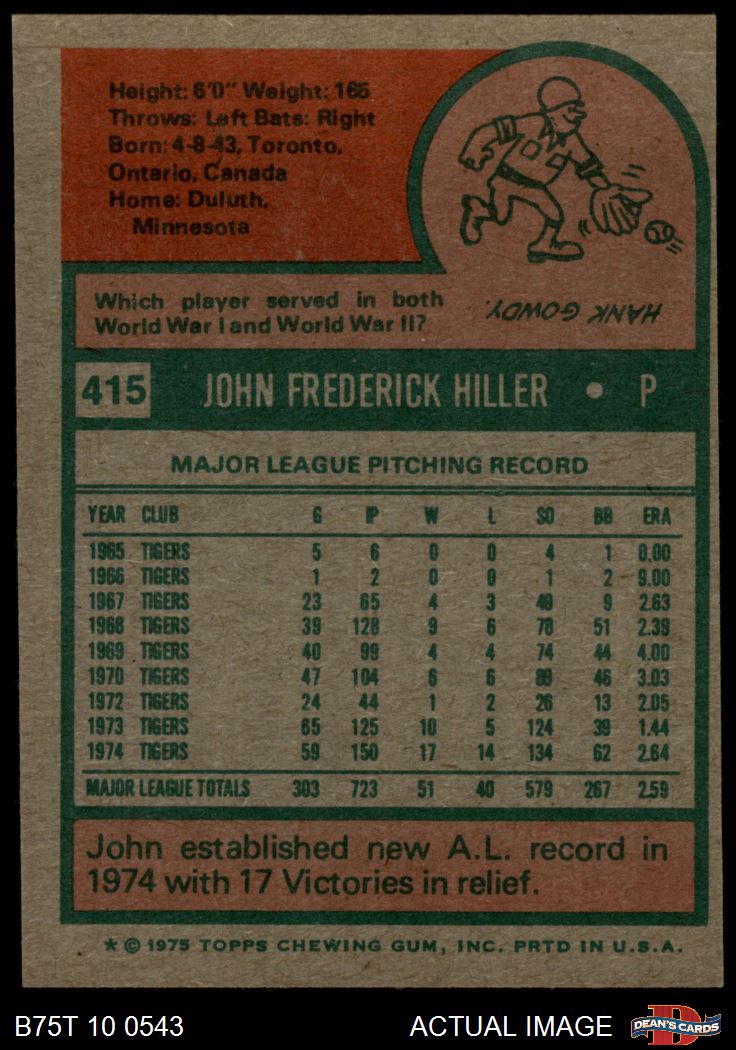 Height: 6'0" Weight: 165
Throws: Left Bats: Right
Born: 4-8-43, Toronto,
Ontario, Canada
Home: Duluth,
Minnesota
Which player served in both
World War I and World War II?
HANK GOWDY.
415 JOHN FREDERICK HILLER • P
MAJOR LEAGUE PITCHING RECORD
YEAR CLUB G IP W L SO BB ERA
1965 TIGERS 5 6 0 0 4 1 0.00
1966 TIGERS 1 2 0 0 1 2 9.00
1967 TIGERS 23 65 4 3 49 9 2.63
1968 TIGERS 39 128 9 6 78 51 2.39
1969 TIGERS 40 99 4 4 74 44 4.00
1970 TIGERS 47 104 6 6 89 46 3.03
1972 TIGERS 24 44 1 2 26 13 2.05
1973 TIGERS 65 125 10 5 124 39 1.44
1974 TIGERS 59 150 17 14 134 62 2.64
MAJOR LEAGUE TOTALS 303 723 51 40 579 267 2.59
John established new A.L. record in
1974 with 17 Victories in relief.
* © 1975 TOPPS CHEWING GUM, INC. PRTD IN U.S.A.
B75T 10 0543 ACTUAL IMAGE DEAN'S CARDS